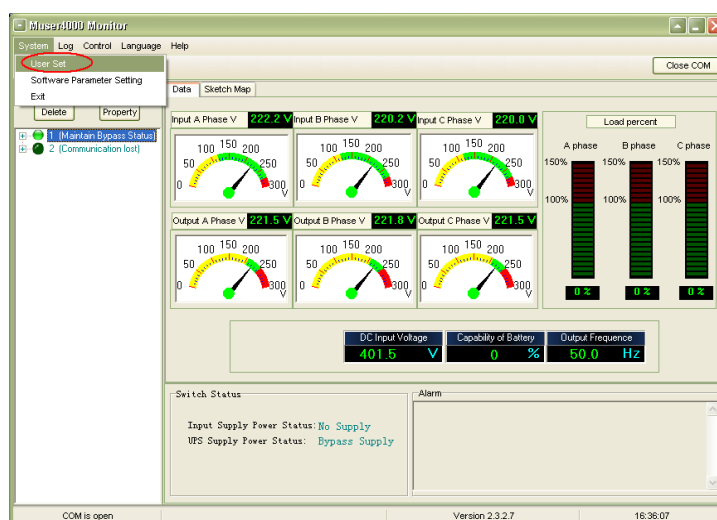 Muser4000 Monitor
System Log Control Language Help
User Set
Software Parameter Setting
Exit
Close COM
Delete Property
Data Sketch Map
1 (Maintain Bypass Status)
2 (Communication lost)
Input A Phase V 222.2 V
Input B Phase V 220.2 V
Input C Phase V 220.0 V
0 50 100 150 200 250 300 V
0 50 100 150 200 250 300 V
0 50 100 150 200 250 300 V
Output A Phase V 221.5 V
Output B Phase V 221.8 V
Output C Phase V 221.5 V
0 50 100 150 200 250 300 V
0 50 100 150 200 250 300 V
0 50 100 150 200 250 300 V
Load percent
A phase B phase C phase
150% 150% 150%
100% 100% 100%
0 % 0 % 0 %
DC Input Voltage
401.5 V
Capability of Battery
0 %
Output Frequence
50.0 Hz
Switch Status
Input Supply Power Status: No Supply
UPS Supply Power Status: Bypass Supply
Alarm
COM is open
Version 2.3.2.7
16:36:07